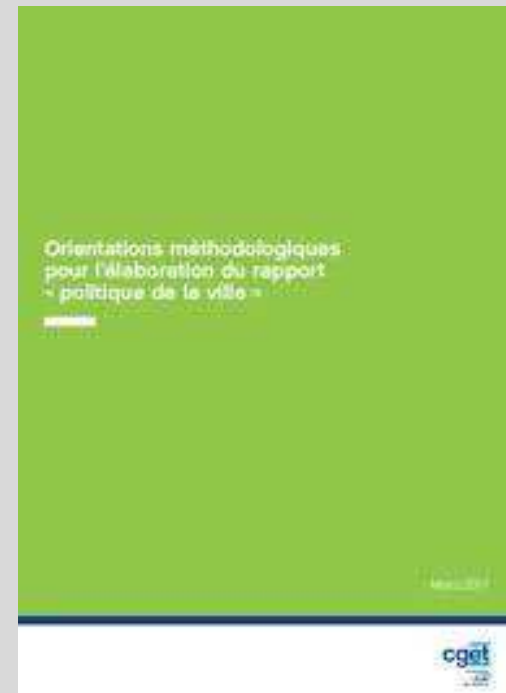 Orientations méthodologiques
pour l'élaboration du rapport
« politique de la ville »
cget